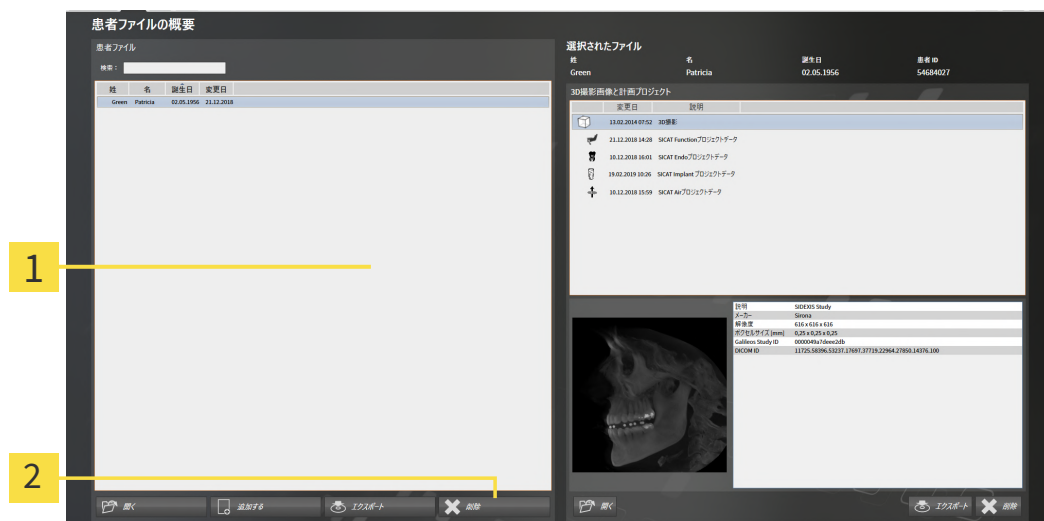 患者ファイルの概要
患者ファイル
検索：
姓 名 誕生日 変更日
Green Patricia 02.05.1956 21.12.2018
1
2
開く 追加する エクスポート 削除
選択されたファイル
姓 名 誕生日 患者 ID
Green Patricia 02.05.1956 54684027
3D撮影画像と計画プロジェクト
変更日 説明
13.02.2014 07:52 3D撮影
21.12.2018 14:28 SICAT Functionプロジェクトデータ
10.12.2018 16:01 SICAT Endoプロジェクトデータ
19.02.2019 10:26 SICAT Implant プロジェクトデータ
10.12.2018 15:59 SICAT Airプロジェクトデータ
説明 SIDEXIS Study
メーカー Sirona
解像度 616 x 616 x 616
ボクセルサイズ [mm] 0,25 x 0,25 x 0,25
Galileos Study ID 0000049a7deee2db
DICOM ID 11725.58396.53237.17697.37719.22964.27850.14376.100
開く エクスポート 削除